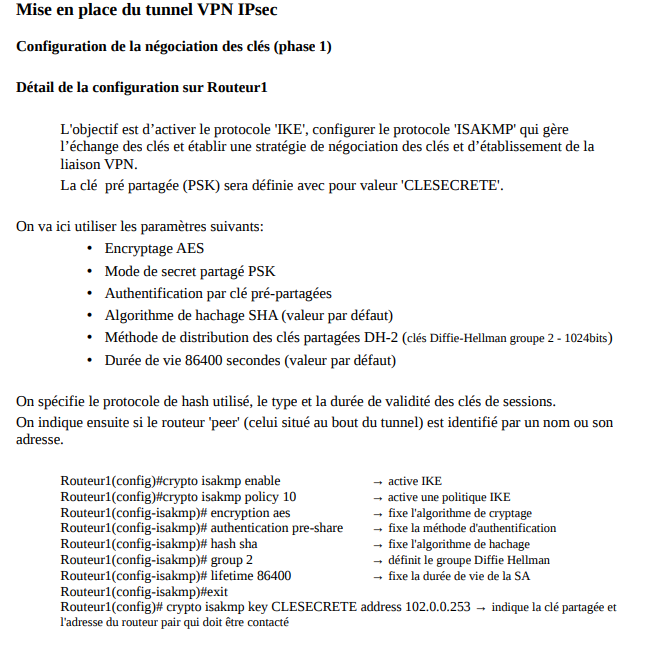 Mise en place du tunnel VPN IPsec
Configuration de la négociation des clés (phase 1)
Détail de la configuration sur Routeur1
L'objectif est d’activer le protocole 'IKE', configurer le protocole 'ISAKMP' qui gère
l’échange des clés et établir une stratégie de négociation des clés et d’établissement de la
liaison VPN.
La clé pré partagée (PSK) sera définie avec pour valeur 'CLESECRETE'.
On va ici utiliser les paramètres suivants:
• Encryptage AES
• Mode de secret partagé PSK
• Authentification par clé pré-partagées
• Algorithme de hachage SHA (valeur par défaut)
• Méthode de distribution des clés partagées DH-2 (clés Diffie-Hellman groupe 2 - 1024bits)
• Durée de vie 86400 secondes (valeur par défaut)
On spécifie le protocole de hash utilisé, le type et la durée de validité des clés de sessions.
On indique ensuite si le routeur 'peer' (celui situé au bout du tunnel) est identifié par un nom ou son
adresse.
Routeur1(config)#crypto isakmp enable → active IKE
Routeur1(config)#crypto isakmp policy 10 → active une politique IKE
Routeur1(config-isakmp)# encryption aes → fixe l'algorithme de cryptage
Routeur1(config-isakmp)# authentication pre-share → fixe la méthode d'authentification
Routeur1(config-isakmp)# hash sha → fixe l'algorithme de hachage
Routeur1(config-isakmp)# group 2 → définit le groupe Diffie Hellman
Routeur1(config-isakmp)# lifetime 86400 → fixe la durée de vie de la SA
Routeur1(config-isakmp)#exit
Routeur1(config)# crypto isakmp key CLESECRETE address 102.0.0.253 → indique la clé partagée et
l'adresse du routeur pair qui doit être contacté